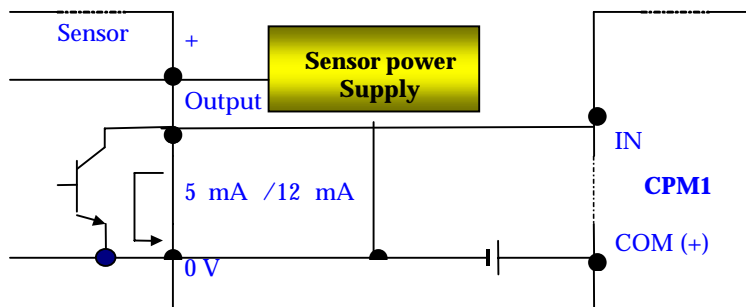 Sensor
+
Sensor power
Supply
Output
IN
5 mA /12 mA
CPM1
COM (+)
0 V